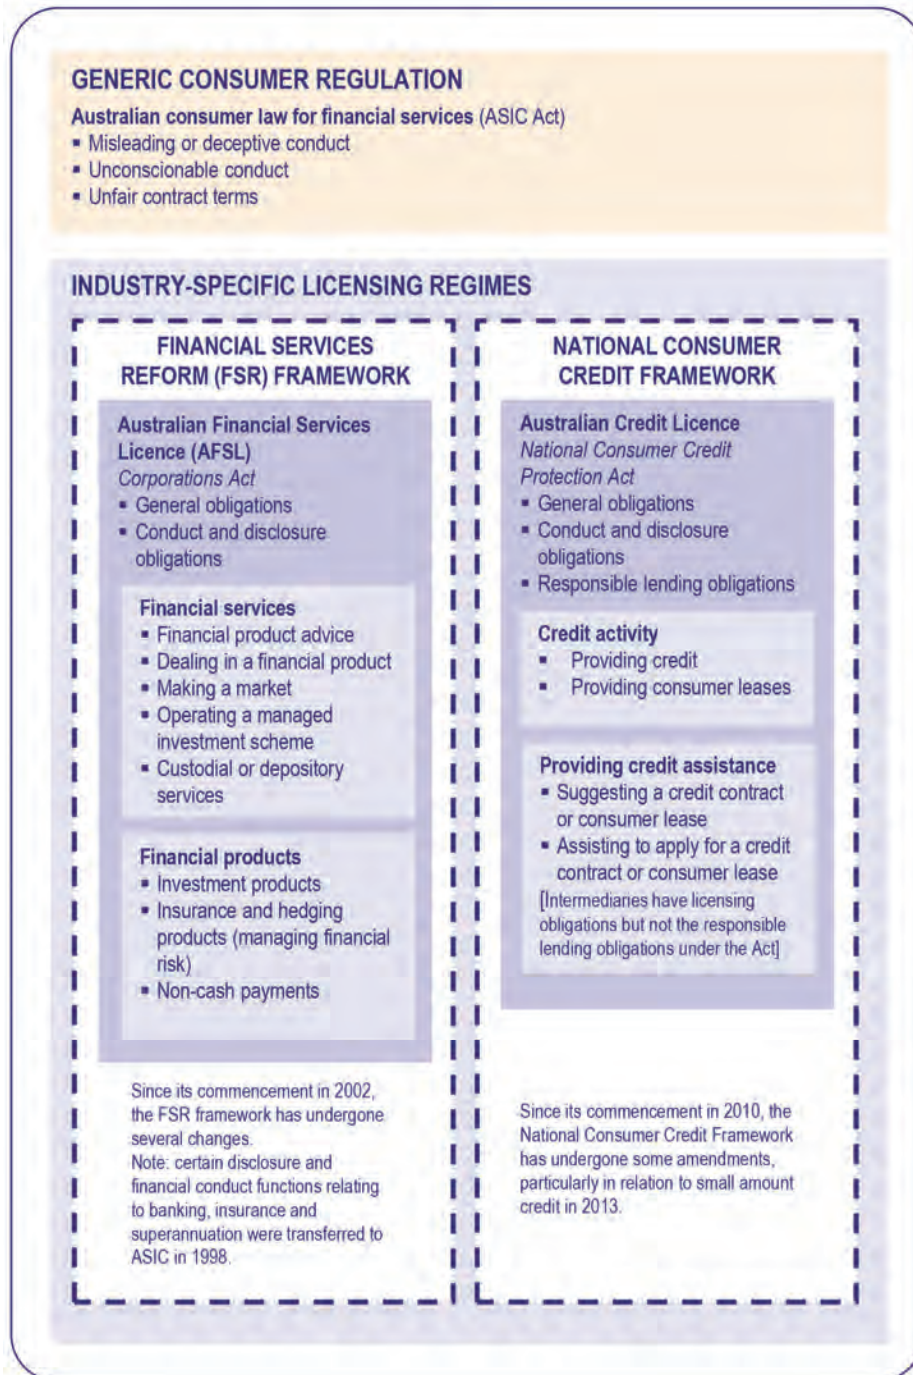 GENERIC CONSUMER REGULATION
Australian consumer law for financial services (ASIC Act)
▪ Misleading or deceptive conduct
▪ Unconscionable conduct
▪ Unfair contract terms
INDUSTRY-SPECIFIC LICENSING REGIMES
FINANCIAL SERVICES
REFORM (FSR) FRAMEWORK
Australian Financial Services
Licence (AFSL)
Corporations Act
▪ General obligations
▪ Conduct and disclosure
obligations
Financial services
▪ Financial product advice
▪ Dealing in a financial product
▪ Making a market
▪ Operating a managed
investment scheme
▪ Custodial or depository
services
Financial products
▪ Investment products
▪ Insurance and hedging
products (managing financial
risk)
▪ Non-cash payments
Since its commencement in 2002,
the FSR framework has undergone
several changes.
Note: certain disclosure and
financial conduct functions relating
to banking, insurance and
superannuation were transferred to
ASIC in 1998.
NATIONAL CONSUMER
CREDIT FRAMEWORK
Australian Credit Licence
National Consumer Credit
Protection Act
▪ General obligations
▪ Conduct and disclosure
obligations
▪ Responsible lending obligations
Credit activity
▪ Providing credit
▪ Providing consumer leases
Providing credit assistance
▪ Suggesting a credit contract
or consumer lease
▪ Assisting to apply for a credit
contract or consumer lease
[Intermediaries have licensing
obligations but not the responsible
lending obligations under the Act]
Since its commencement in 2010, the
National Consumer Credit Framework
has undergone some amendments,
particularly in relation to small amount
credit in 2013.